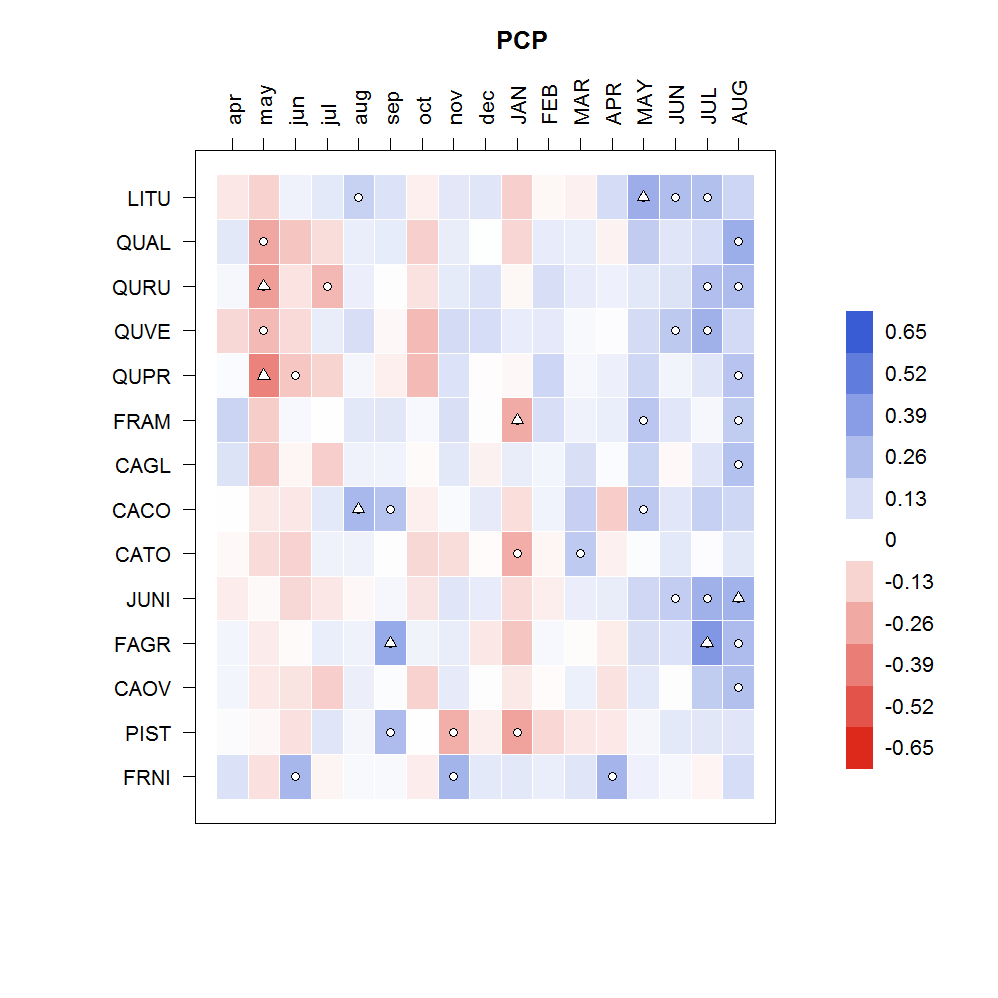 PCP
apr may jun jul aug sep oct nov dec JAN FEB MAR APR MAY JUN JUL AUG
LITU
QUAL
QURU
QUVE
QUPR
FRAM
CAGL
CACO
CATO
JUNI
FAGR
CAOV
PIST
FRNI
0.65
0.52
0.39
0.26
0.13
0
-0.13
-0.26
-0.39
-0.52
-0.65